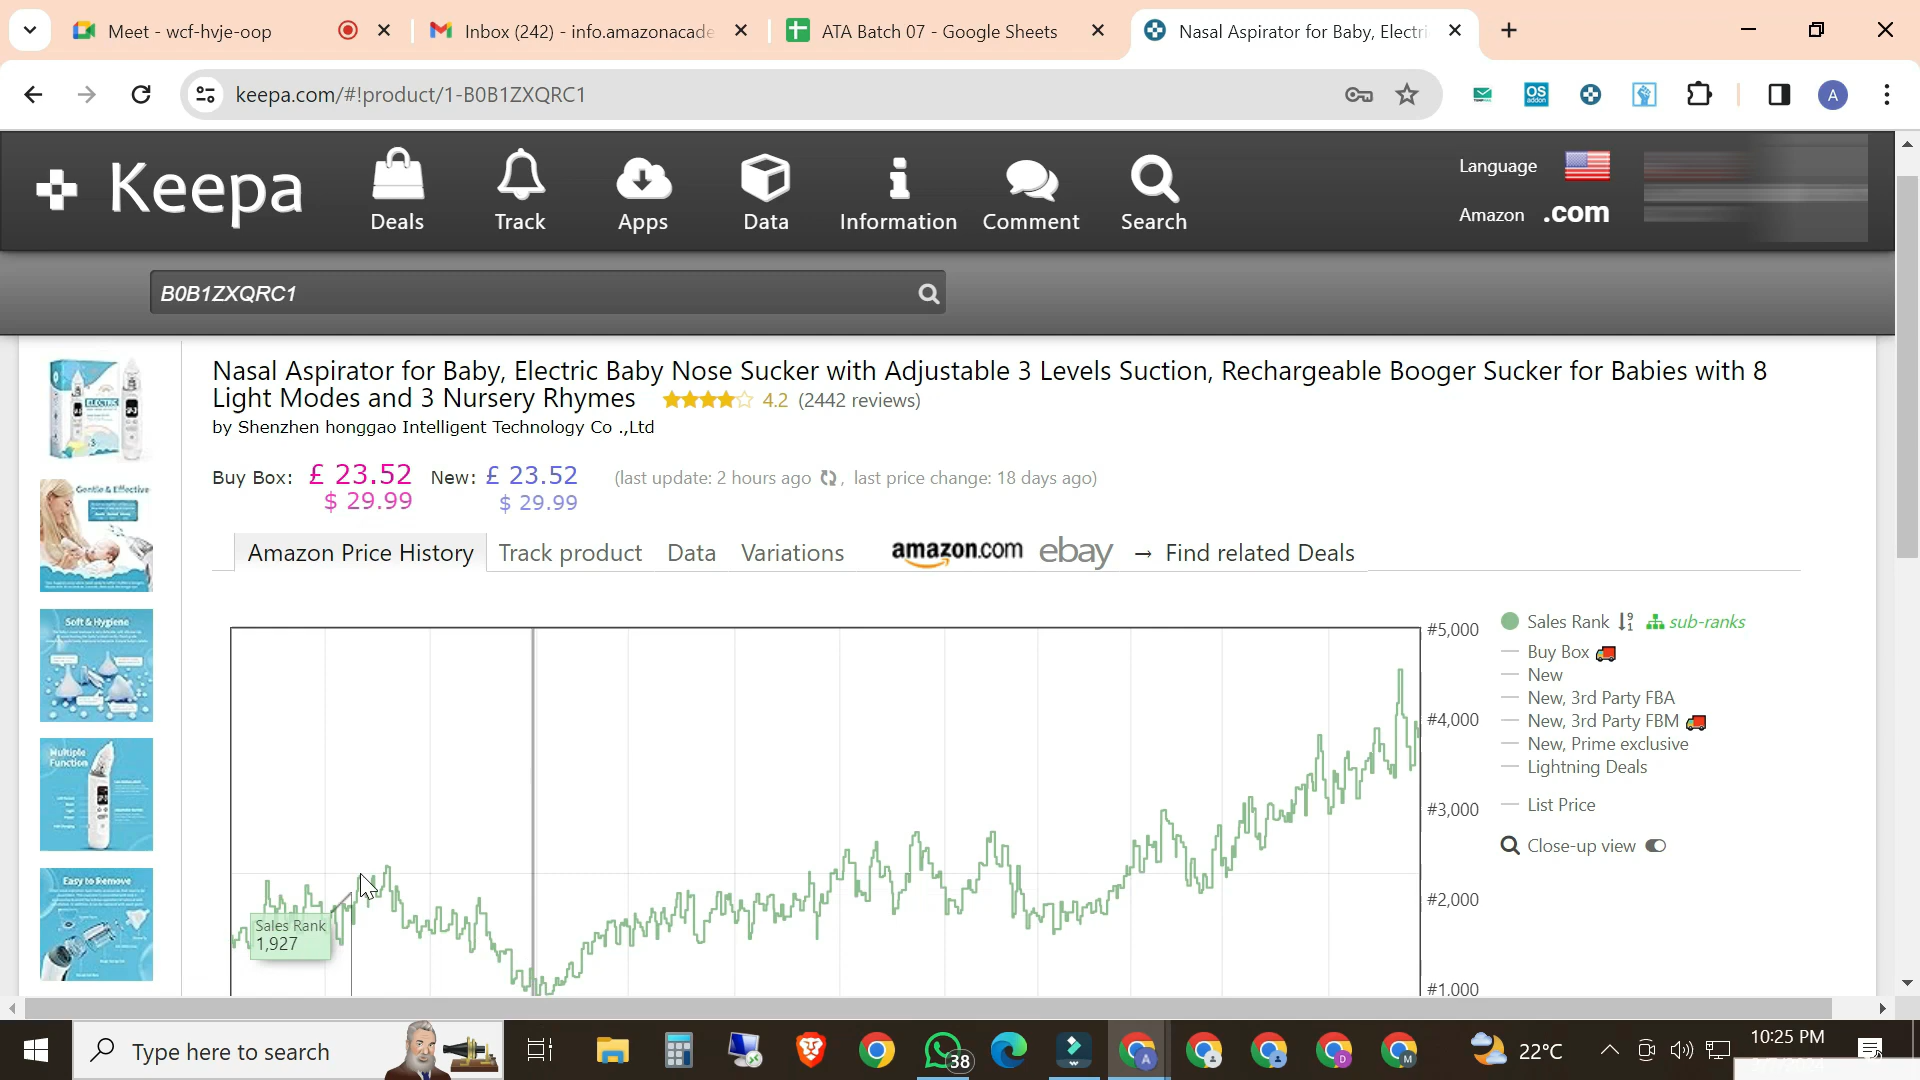 Meet - wcf-hvje-oop
Inbox (242) - info.amazonacade
ATA Batch 07 - Google Sheets
Nasal Aspirator for Baby, Electri
keepa.com/#!product/1-B0B1ZXQRC1
OS
addon
A
Keepa
Deals
Track
Apps
Data
Information
Comment
Search
Language
Amazon .com
B0B1ZXQRC1
Nasal Aspirator for Baby, Electric Baby Nose Sucker with Adjustable 3 Levels Suction, Rechargeable Booger Sucker for Babies with 8
Light Modes and 3 Nursery Rhymes 4.2 (2442 reviews)
by Shenzhen honggao Intelligent Technology Co .,Ltd
Buy Box: £ 23.52 New: £ 23.52 (last update: 2 hours ago , last price change: 18 days ago)
$ 29.99 $ 29.99
Amazon Price History
Track product
Data
Variations
amazon.com
ebay
→ Find related Deals
ELECTRIC
Gentle & Effective
Soft & Hygiene
Multiple
Function
Easy to Remove
#5,000
#4,000
#3,000
#2,000
#1,000
Sales Rank
1,927
Sales Rank sub-ranks
Buy Box
New
New, 3rd Party FBA
New, 3rd Party FBM
New, Prime exclusive
Lightning Deals
List Price
Close-up view
Type here to search
38
A
D
M
22°C
10:25 PM